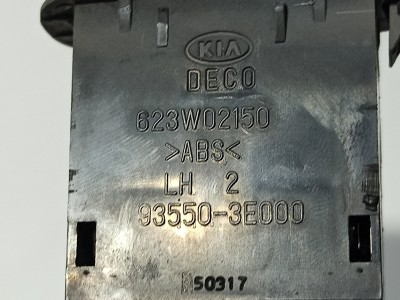 KIA
DECO
623W02150
>ABS<
LH 2
93550-3E000
50317